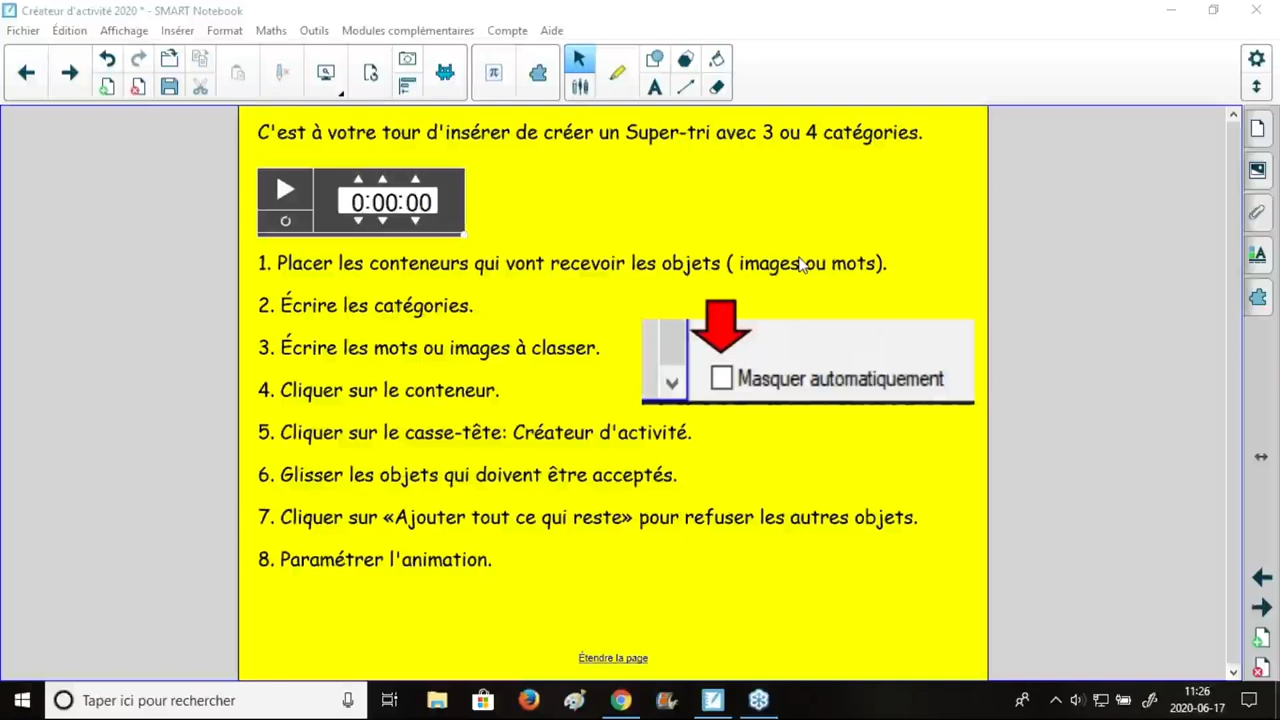 Créateur d'activité 2020 * - SMART Notebook
Fichier Édition Affichage Insérer Format Maths Outils Modules complémentaires Compte Aide
C'est à votre tour d'insérer de créer un Super-tri avec 3 ou 4 catégories.
0:00:00
1. Placer les conteneurs qui vont recevoir les objets ( images ou mots).
2. Écrire les catégories.
3. Écrire les mots ou images à classer.
Masquer automatiquement
4. Cliquer sur le conteneur.
5. Cliquer sur le casse-tête: Créateur d'activité.
6. Glisser les objets qui doivent être acceptés.
7. Cliquer sur «Ajouter tout ce qui reste» pour refuser les autres objets.
8. Paramétrer l'animation.
Étendre la page
Taper ici pour rechercher
11:26
2020-06-17